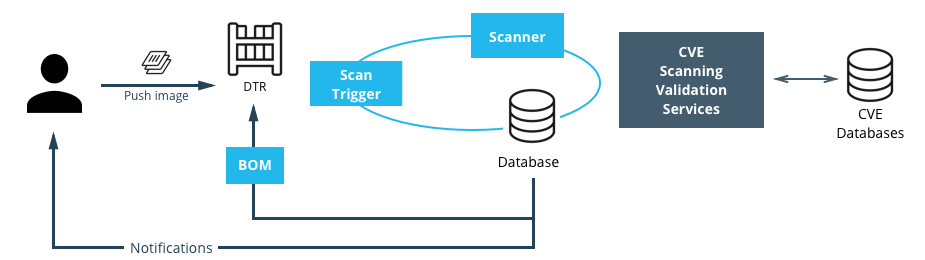 Push image
DTR
Scan
Trigger
Scanner
Database
CVE
Scanning
Validation
Services
CVE
Databases
BOM
Notifications